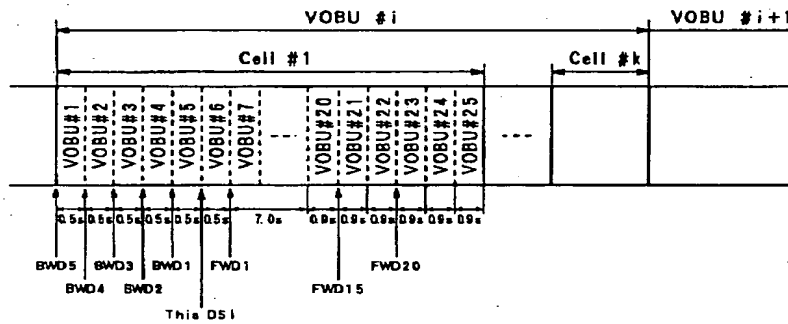 VOBU #i VOBU #i+1
Cell #1 Cell #k
VOBU#1 VOBU#2 VOBU#3 VOBU#4 VOBU#5 VOBU#6 VOBU#7 VOBU#20 VOBU#21 VOBU#22 VOBU#23 VOBU#24 VOBU#25
0.5s 0.5s 0.5s 0.5s 0.5s 0.5s 7.0s 0.9s 0.9s 0.9s 0.9s 0.9s 0.9s
BWD5 BWD3 BWD1 FWD1 FWD20
BWD4 BWD2 FWD15
This DSI